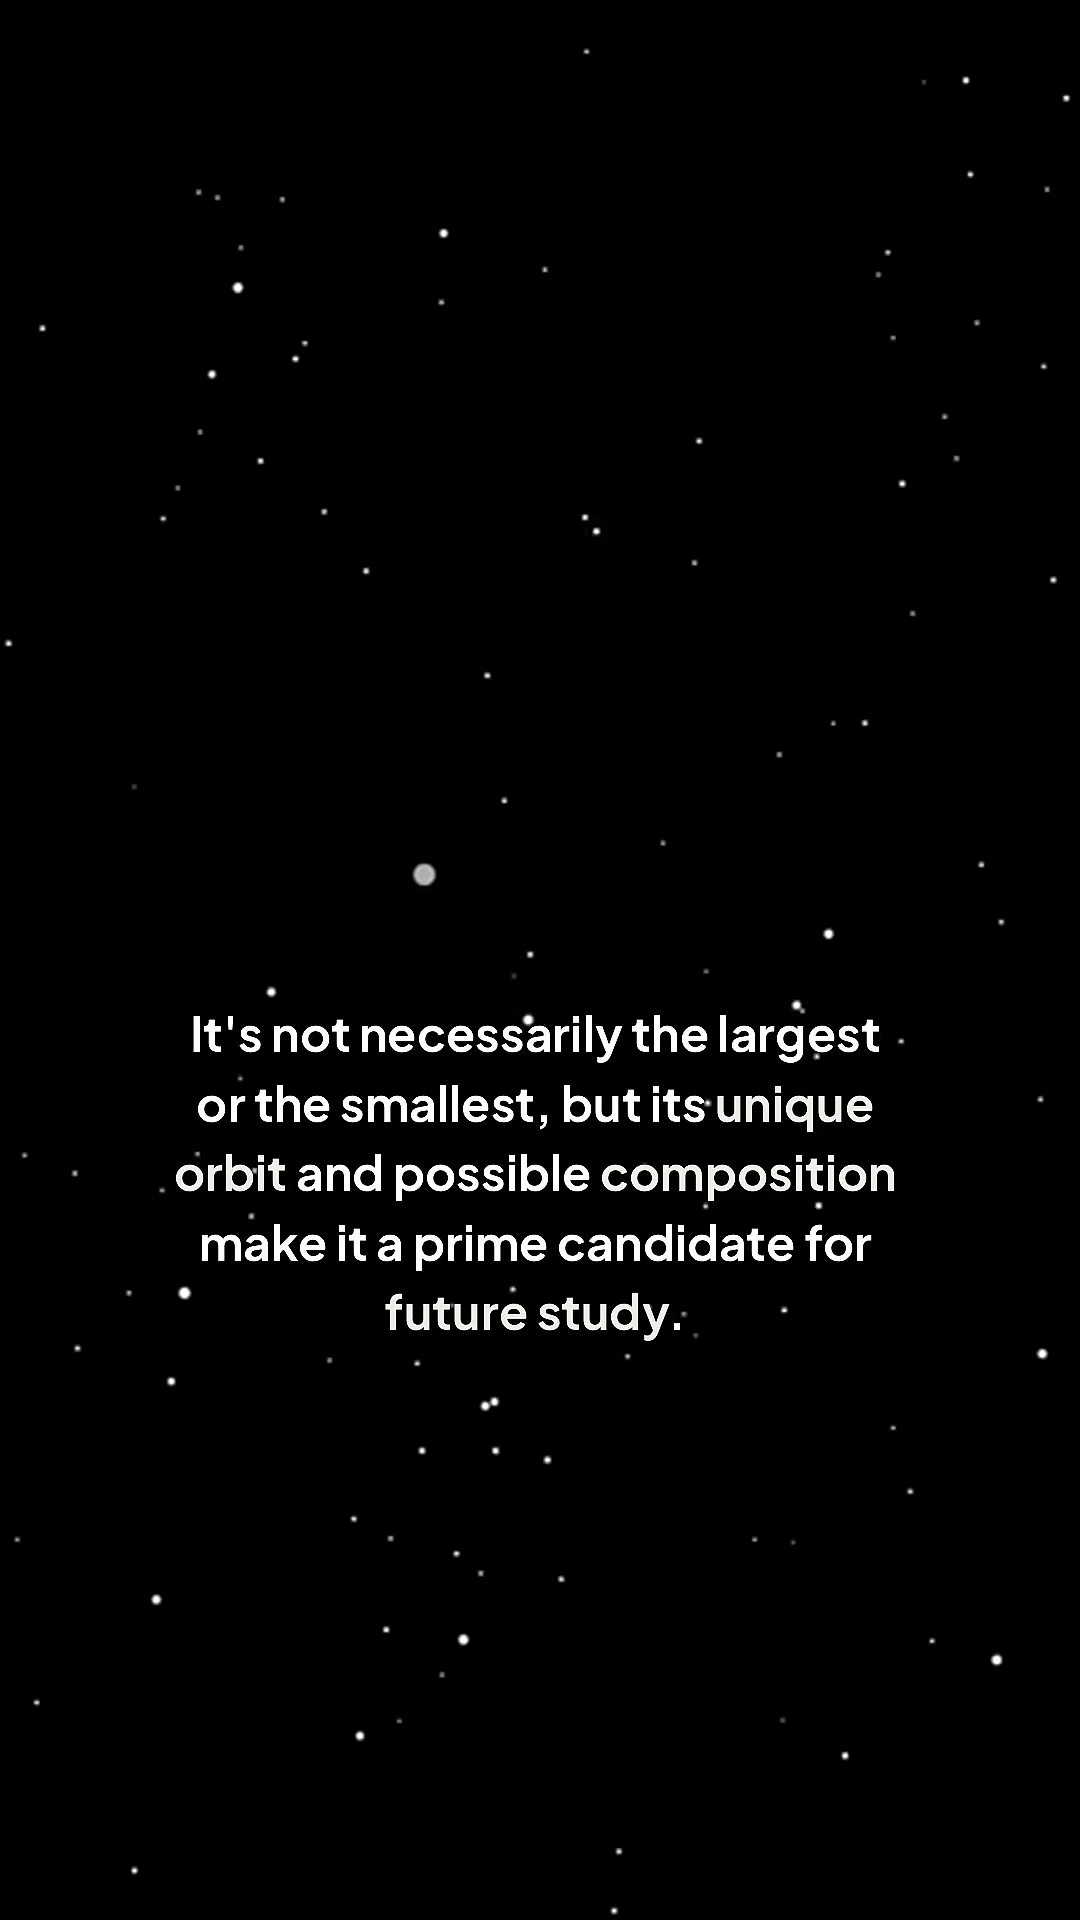 It's not necessarily the largest
or the smallest, but its unique
orbit and possible composition
make it a prime candidate for
future study.